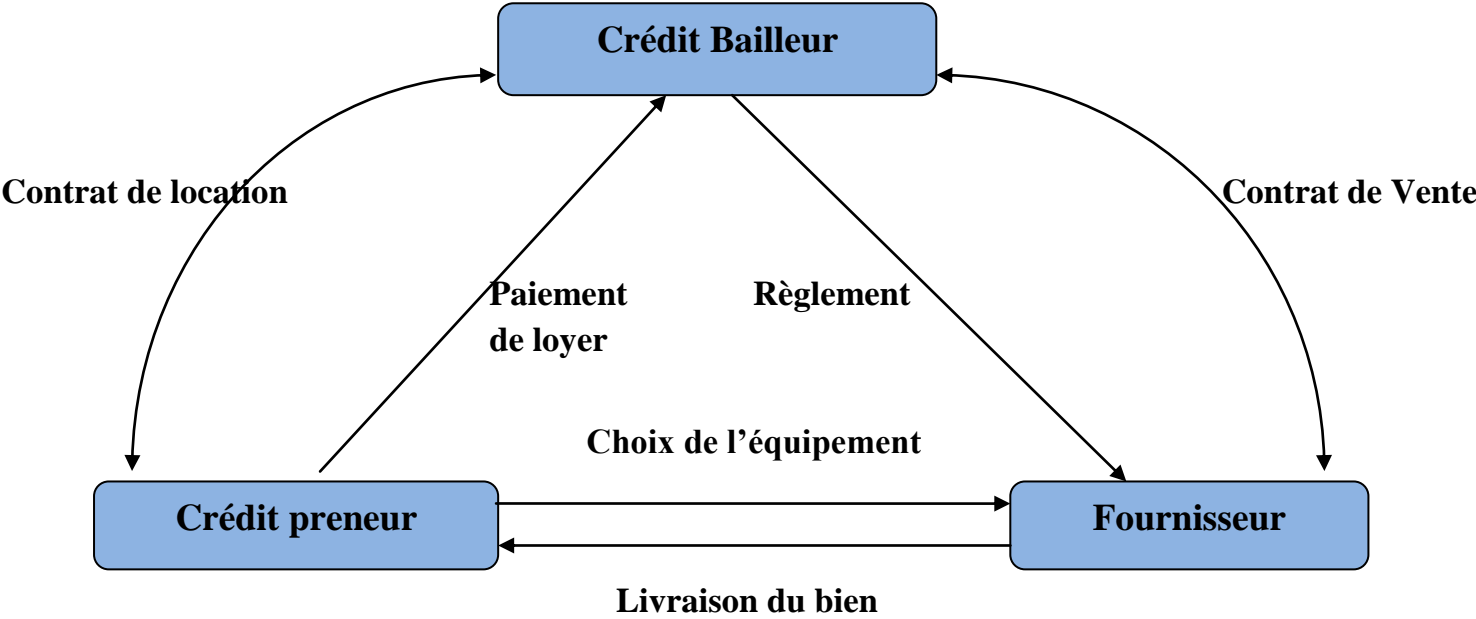 Crédit Bailleur
Contrat de location
Contrat de Vente
Paiement
de loyer
Règlement
Choix de l’équipement
Crédit preneur
Fournisseur
Livraison du bien